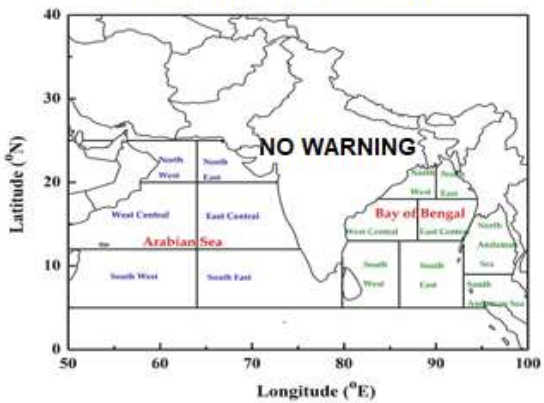 40
30
20
10
0
Latitude (°N)
NO WARNING
North
West
North
East
West Central
East Central
Arabian Sea
South West
South East
North
West
North
East
Bay of Bengal
West Central
East Central
South
West
South
East
North
Andaman
Sea
South
Andaman Sea
50 60 70 80 90 100
Longitude (°E)